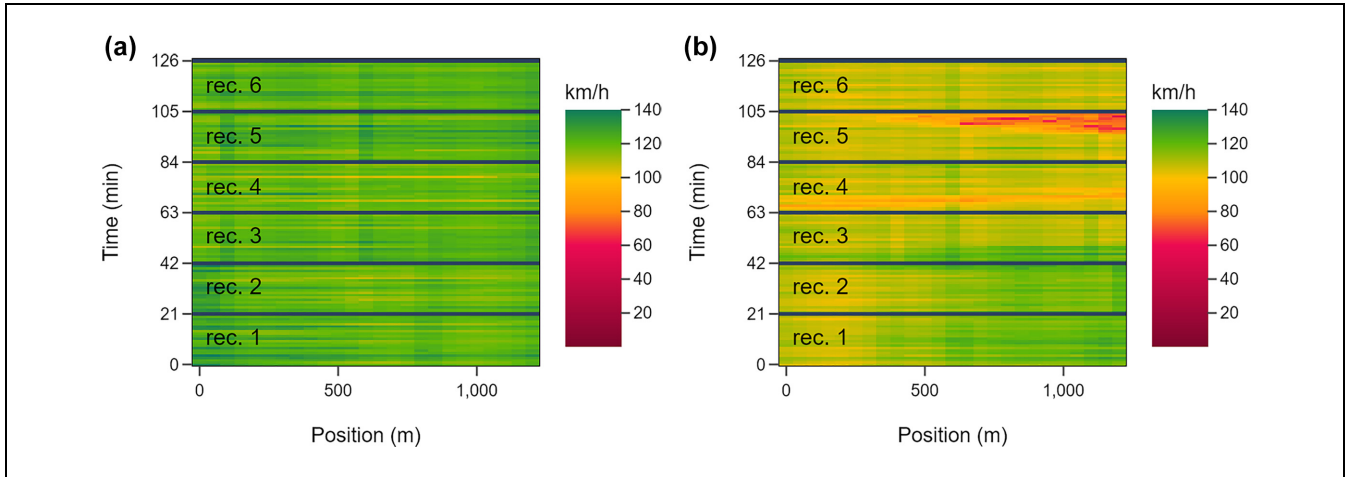 (a)
km/h
126
105
84
63
42
21
0
Time (min)
rec. 6
rec. 5
rec. 4
rec. 3
rec. 2
rec. 1
0
500
1,000
Position (m)
140
120
100
80
60
40
20
(b)
km/h
126
105
84
63
42
21
0
Time (min)
rec. 6
rec. 5
rec. 4
rec. 3
rec. 2
rec. 1
0
500
1,000
Position (m)
140
120
100
80
60
40
20